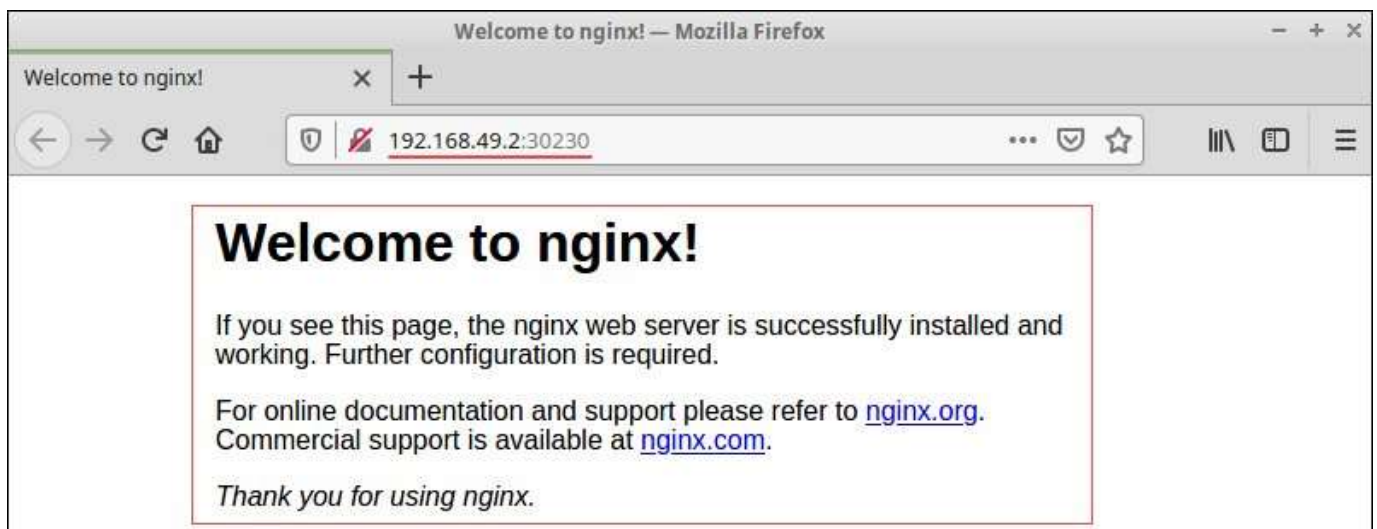 Welcome to nginx! — Mozilla Firefox
Welcome to nginx!
192.168.49.2:30230
Welcome to nginx!
If you see this page, the nginx web server is successfully installed and
working. Further configuration is required.
For online documentation and support please refer to nginx.org.
Commercial support is available at nginx.com.
Thank you for using nginx.